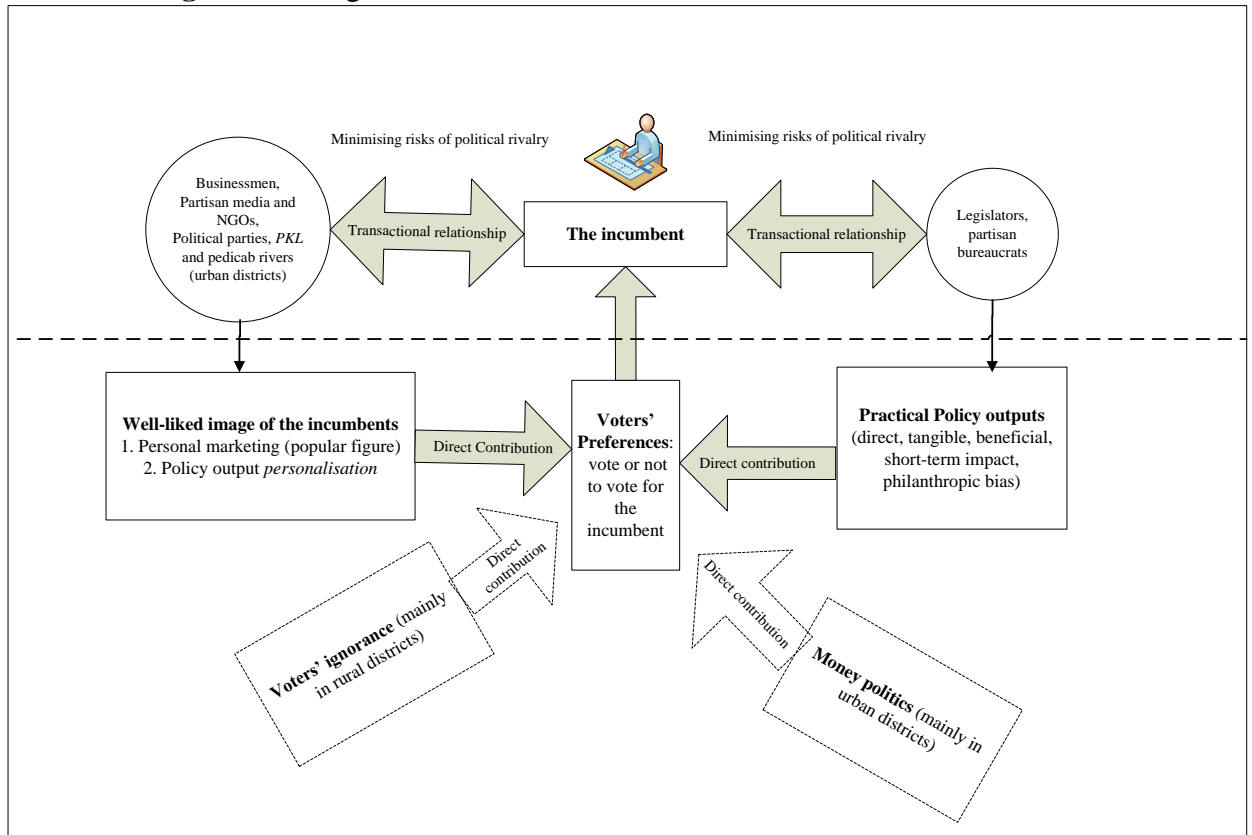 Minimising risks of political rivalry
Minimising risks of political rivalry
Businessmen,
Partisan media and
NGOs,
Political parties, PKL
and pedicab rivers
(urban districts)
Transactional relationship
The incumbent
Transactional relationship
Legislators,
partisan
bureaucrats
Well-liked image of the incumbents
1. Personal marketing (popular figure)
2. Policy output personalisation
Direct Contribution
Voters'
Preferences:
vote or not
to vote for
the
incumbent
Direct contribution
Practical Policy outputs
(direct, tangible, beneficial,
short-term impact,
philanthropic bias)
Direct
contribution
Direct contribution
Voters' ignorance (mainly
in rural districts)
Money politics (mainly in
urban districts)